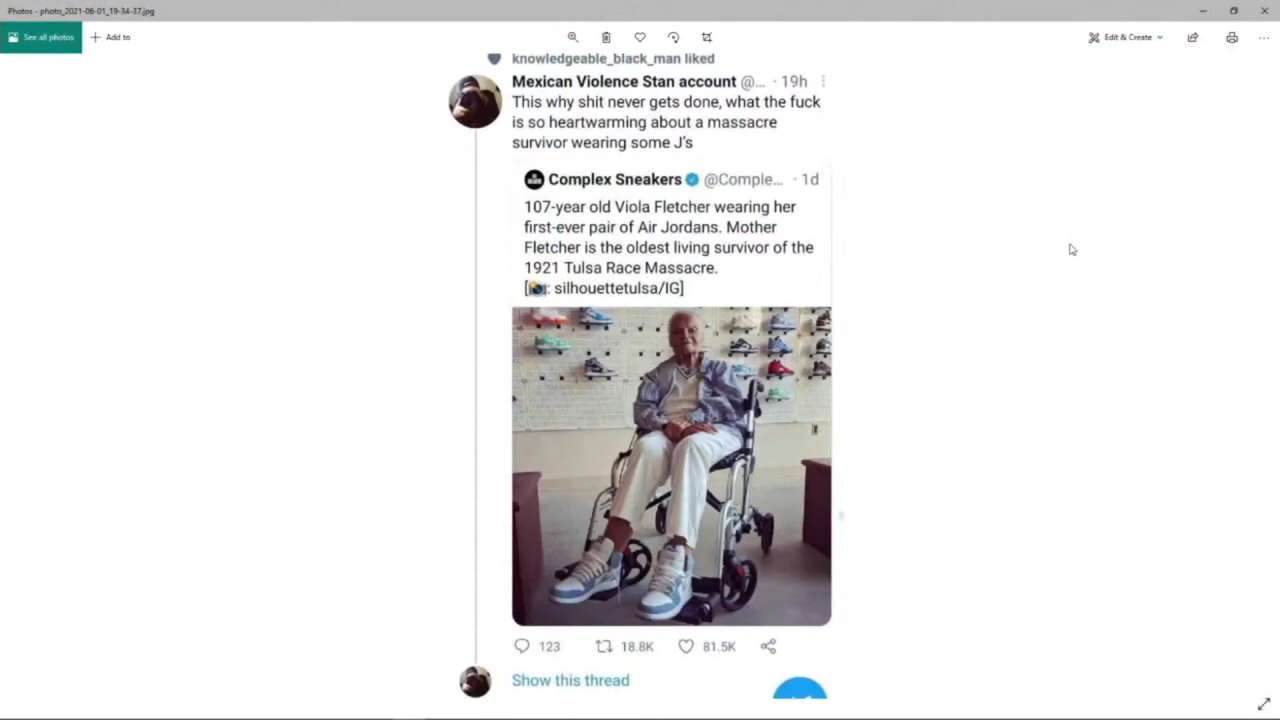 Photos - photo_2021-06-01_19-34-37.jpg
See all photos
Add to
Edit & Create
knowledgeable_black_man liked
Mexican Violence Stan account @... · 19h
This why shit never gets done, what the fuck
is so heartwarming about a massacre
survivor wearing some J's
Complex Sneakers @Comple... · 1d
107-year old Viola Fletcher wearing her
first-ever pair of Air Jordans. Mother
Fletcher is the oldest living survivor of the
1921 Tulsa Race Massacre.
[📸: silhouettetulsa/IG]
123 18.8K 81.5K
Show this thread